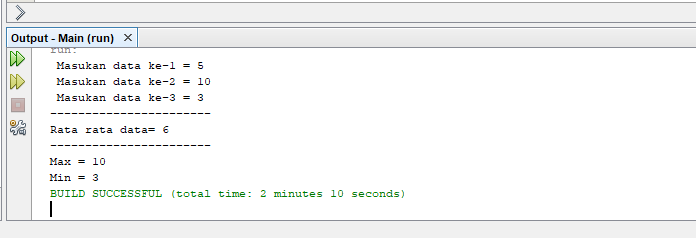 Output - Main (run)
run:
Masukan data ke-1 = 5
Masukan data ke-2 = 10
Masukan data ke-3 = 3
-----------------------
Rata rata data= 6
-----------------------
Max = 10
Min = 3
BUILD SUCCESSFUL (total time: 2 minutes 10 seconds)